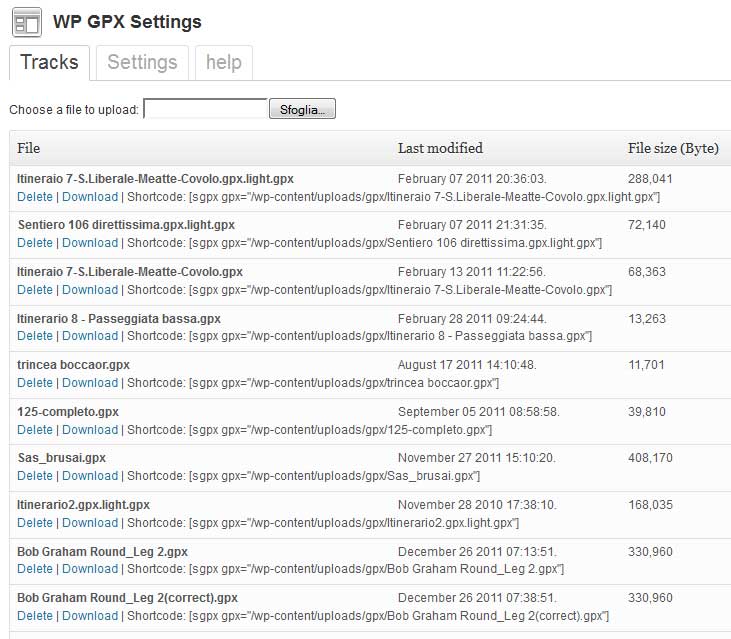 WP GPX Settings
Tracks Settings help
Choose a file to upload: Sfoglia...
File Last modified File size (Byte)
Itineraio 7-S.Liberale-Meatte-Covolo.gpx.light.gpx February 07 2011 20:36:03. 288,041
Delete | Download | Shortcode: [sgpx gpx="/wp-content/uploads/gpx/Itineraio 7-S.Liberale-Meatte-Covolo.gpx.light.gpx"]
Sentiero 106 direttissima.gpx.light.gpx February 07 2011 21:31:35. 72,140
Delete | Download | Shortcode: [sgpx gpx="/wp-content/uploads/gpx/Sentiero 106 direttissima.gpx.light.gpx"]
Itineraio 7-S.Liberale-Meatte-Covolo.gpx February 13 2011 11:22:56. 68,363
Delete | Download | Shortcode: [sgpx gpx="/wp-content/uploads/gpx/Itineraio 7-S.Liberale-Meatte-Covolo.gpx"]
Itinerario 8 - Passeggiata bassa.gpx February 28 2011 09:24:44. 13,263
Delete | Download | Shortcode: [sgpx gpx="/wp-content/uploads/gpx/Itinerario 8 - Passeggiata bassa.gpx"]
trincea boccaor.gpx August 17 2011 14:10:48. 11,701
Delete | Download | Shortcode: [sgpx gpx="/wp-content/uploads/gpx/trincea boccaor.gpx"]
125-completo.gpx September 05 2011 08:58:58. 39,810
Delete | Download | Shortcode: [sgpx gpx="/wp-content/uploads/gpx/125-completo.gpx"]
Sas_brusai.gpx November 27 2011 15:10:20. 408,170
Delete | Download | Shortcode: [sgpx gpx="/wp-content/uploads/gpx/Sas_brusai.gpx"]
Itinerario2.gpx.light.gpx November 28 2010 17:38:10. 168,035
Delete | Download | Shortcode: [sgpx gpx="/wp-content/uploads/gpx/Itinerario2.gpx.light.gpx"]
Bob Graham Round_Leg 2.gpx December 26 2011 07:13:51. 330,960
Delete | Download | Shortcode: [sgpx gpx="/wp-content/uploads/gpx/Bob Graham Round_Leg 2.gpx"]
Bob Graham Round_Leg 2(correct).gpx December 26 2011 07:38:51. 330,960
Delete | Download | Shortcode: [sgpx gpx="/wp-content/uploads/gpx/Bob Graham Round_Leg 2(correct).gpx"]